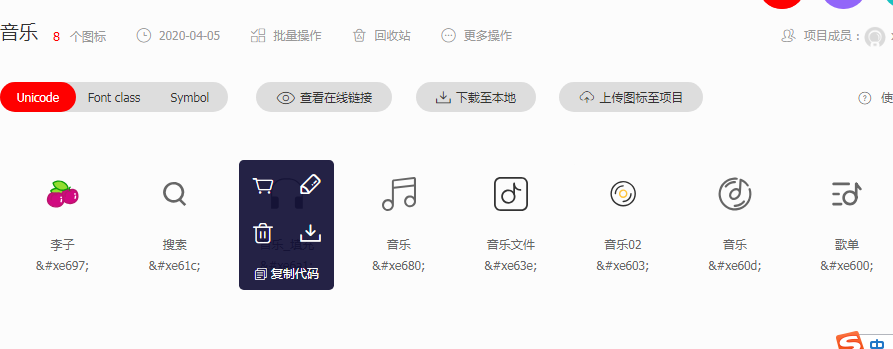 音乐 8 个图标 2020-04-05 批量操作 回收站 更多操作 项目成员：
Unicode Font class Symbol 查看在线链接 下载至本地 上传图标至项目 使
李子 搜索 音乐 音乐文件 音乐02 音乐 歌单
&#xe697; &#xe61c; &#xe680; &#xe63e; &#xe603; &#xe60d; &#xe600;
复制代码
中